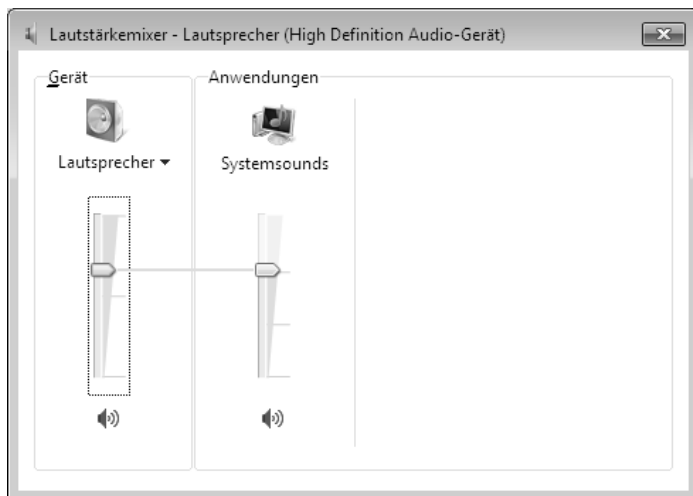 Lautstärkemixer - Lautsprecher (High Definition Audio-Gerät)
Gerät
Anwendungen
Lautsprecher
Systemsounds